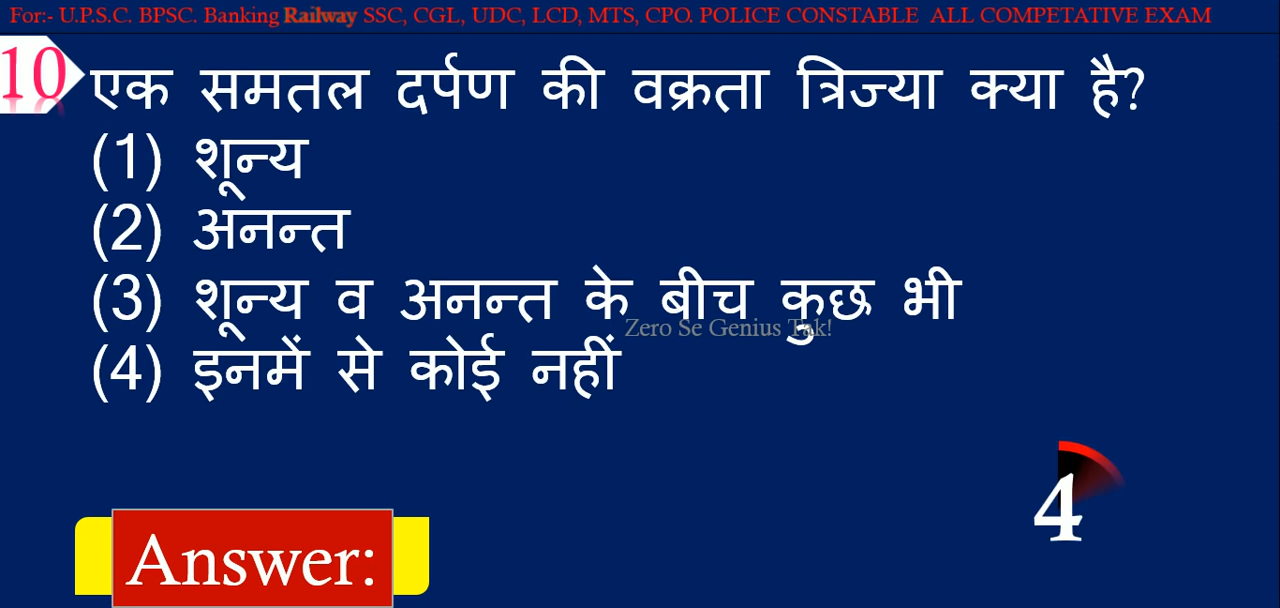 For:- U.P.S.C. BPSC. Banking Railway SSC, CGL, UDC, LCD, MTS, CPO. POLICE CONSTABLE ALL COMPETATIVE EXAM
10 एक समतल दर्पण की वक्रता त्रिज्या क्या है?
(1) शून्य
(2) अनन्त
(3) शून्य व अनन्त के बीच कुछ भी
Zero Se Genius Tak!
(4) इनमें से कोई नहीं
4
Answer: